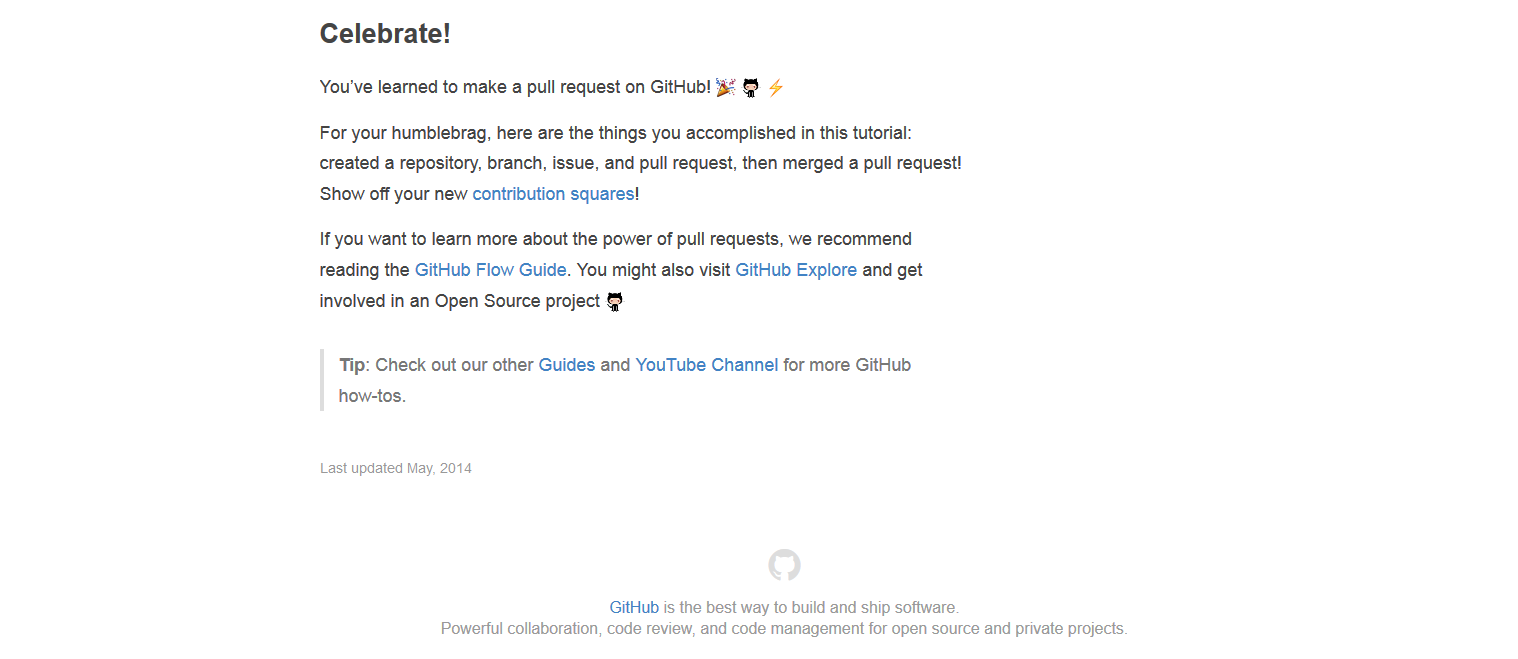 Celebrate!
You’ve learned to make a pull request on GitHub!
For your humblebrag, here are the things you accomplished in this tutorial:
created a repository, branch, issue, and pull request, then merged a pull request!
Show off your new contribution squares!
If you want to learn more about the power of pull requests, we recommend
reading the GitHub Flow Guide. You might also visit GitHub Explore and get
involved in an Open Source project
Tip: Check out our other Guides and YouTube Channel for more GitHub
how-tos.
Last updated May, 2014
GitHub is the best way to build and ship software.
Powerful collaboration, code review, and code management for open source and private projects.